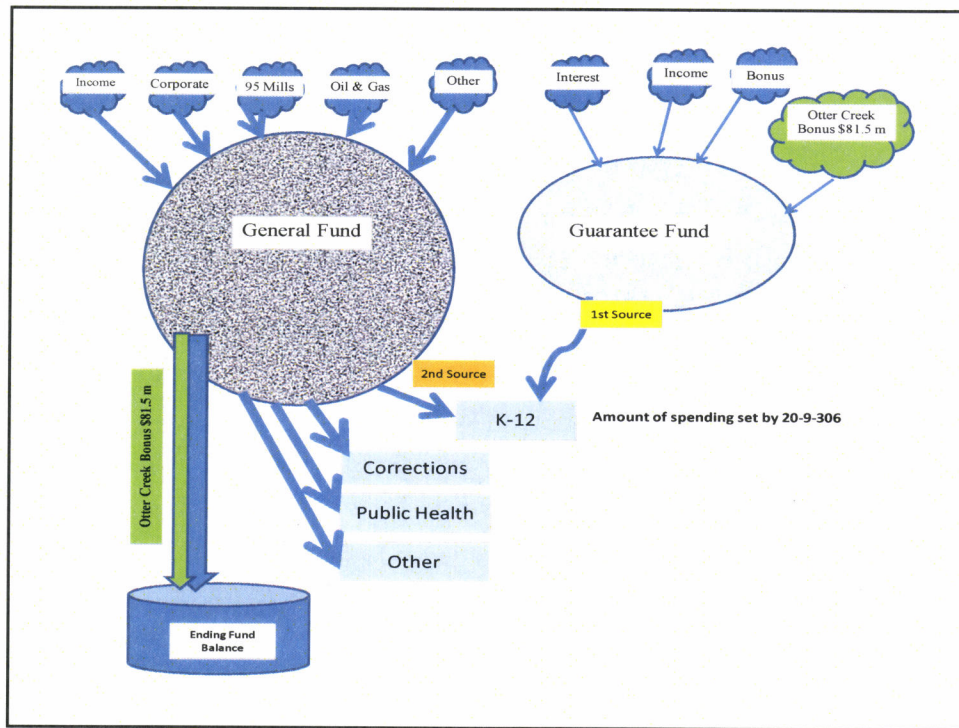 Income
Corporate
95 Mills
Oil & Gas
Other
Interest
Income
Bonus
Otter Creek
Bonus $81.5 m
General Fund
Guarantee Fund
1st Source
2nd Source
K-12
Amount of spending set by 20-9-306
Otter Creek Bonus $81.5 m
Corrections
Public Health
Other
Ending Fund
Balance